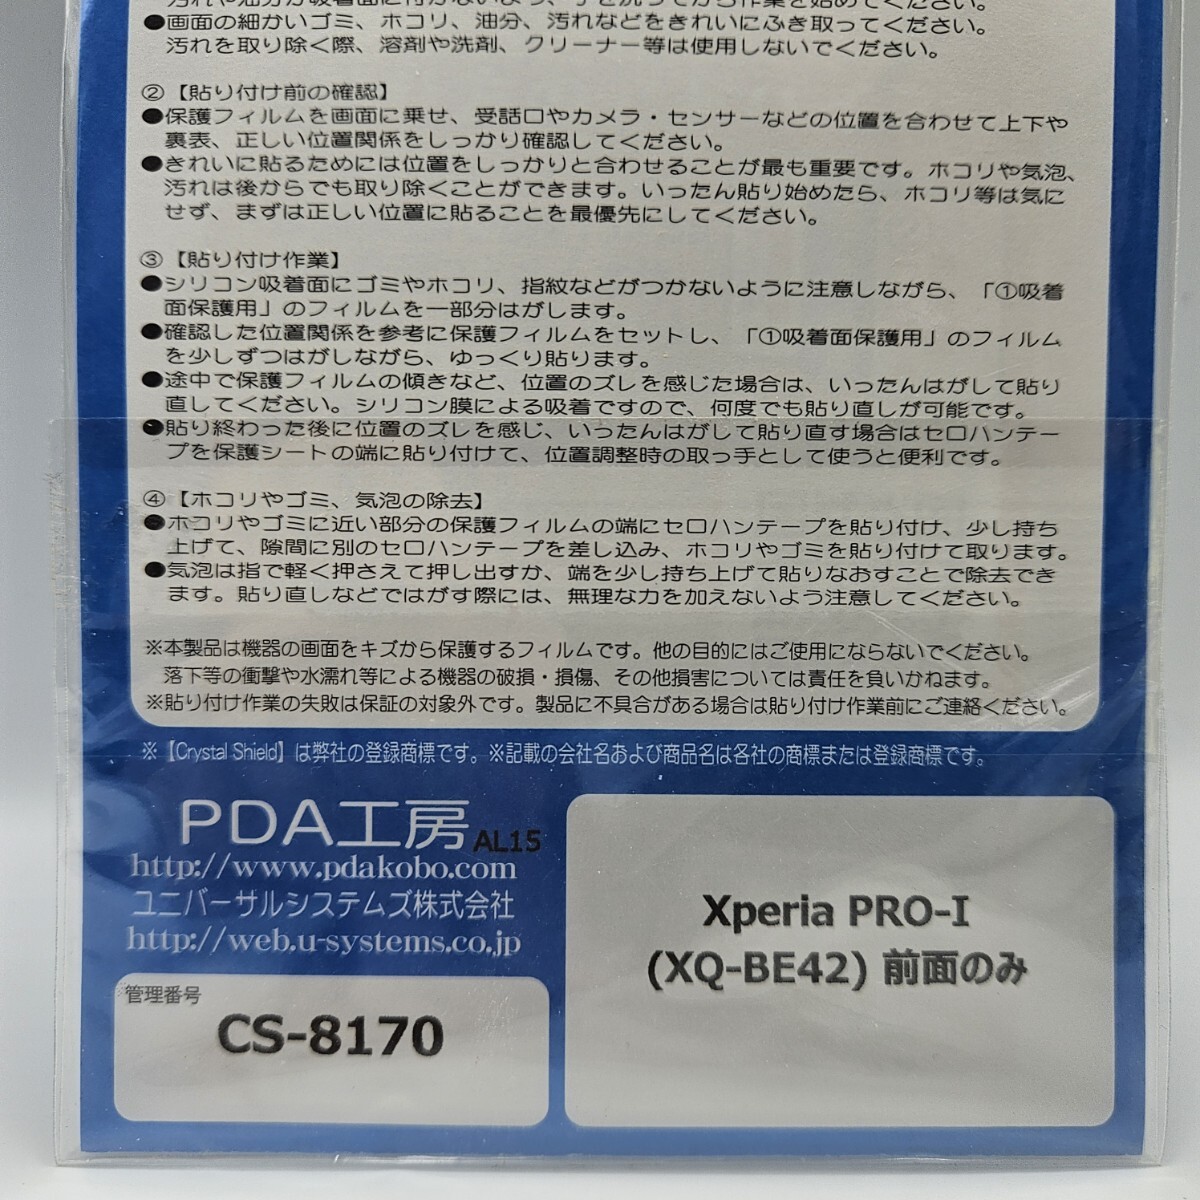 汚れや油分が吸着面に付かないよう、手を洗ってから作業を始めてください。
●画面の細かいゴミ、ホコリ、油分、汚れなどをきれいにふき取ってください。
汚れを取り除く際、溶剤や洗剤、クリーナー等は使用しないでください。
②【貼り付け前の確認】
●保護フィルムを画面に乗せ、受話口やカメラ・センサーなどの位置を合わせて上下や
裏表、正しい位置関係をしっかり確認してください。
●きれいに貼るためには位置をしっかりと合わせることが最も重要です。ホコリや気泡、
汚れは後からでも取り除くことができます。いったん貼り始めたら、ホコリ等は気に
せず、まずは正しい位置に貼ることを最優先にしてください。
③【貼り付け作業】
●シリコン吸着面にゴミやホコリ、指紋などがつかないように注意しながら、「①吸着
面保護用」のフィルムを一部分はがします。
●確認した位置関係を参考に保護フィルムをセットし、「①吸着面保護用」のフィルム
を少しずつはがしながら、ゆっくり貼ります。
●途中で保護フィルムの傾きなど、位置のズレを感じた場合は、いったんはがして貼り
直してください。シリコン膜による吸着ですので、何度でも貼り直しが可能です。
●貼り終わった後に位置のズレを感じ、いったんはがして貼り直す場合はセロハンテー
プを保護シートの端に貼り付けて、位置調整時の取っ手として使うと便利です。
④【ホコリやゴミ、気泡の除去】
●ホコリやゴミに近い部分の保護フィルムの端にセロハンテープを貼り付け、少し持ち
上げて、隙間に別のセロハンテープを差し込み、ホコリやゴミを貼り付けて取ります。
●気泡は指で軽く押さえて押し出すか、端を少し持ち上げて貼りなおすことで除去でき
ます。貼り直しなどではがす際には、無理な力を加えないよう注意してください。
※本製品は機器の画面をキズから保護するフィルムです。他の目的にはご使用にならないでください。
落下等の衝撃や水濡れ等による機器の破損・損傷、その他損害については責任を負いかねます。
※貼り付け作業の失敗は保証の対象外です。製品に不具合がある場合は貼り付け作業前にご連絡ください。
※【Crystal Shield】は弊社の登録商標です。※記載の会社名および商品名は各社の商標または登録商標です。
PDA工房 AL15
http://www.pdakobo.com
ユニバーサルシステムズ株式会社
http://web.u-systems.co.jp
管理番号
CS-8170
Xperia PRO-I
(XQ-BE42) 前面のみ